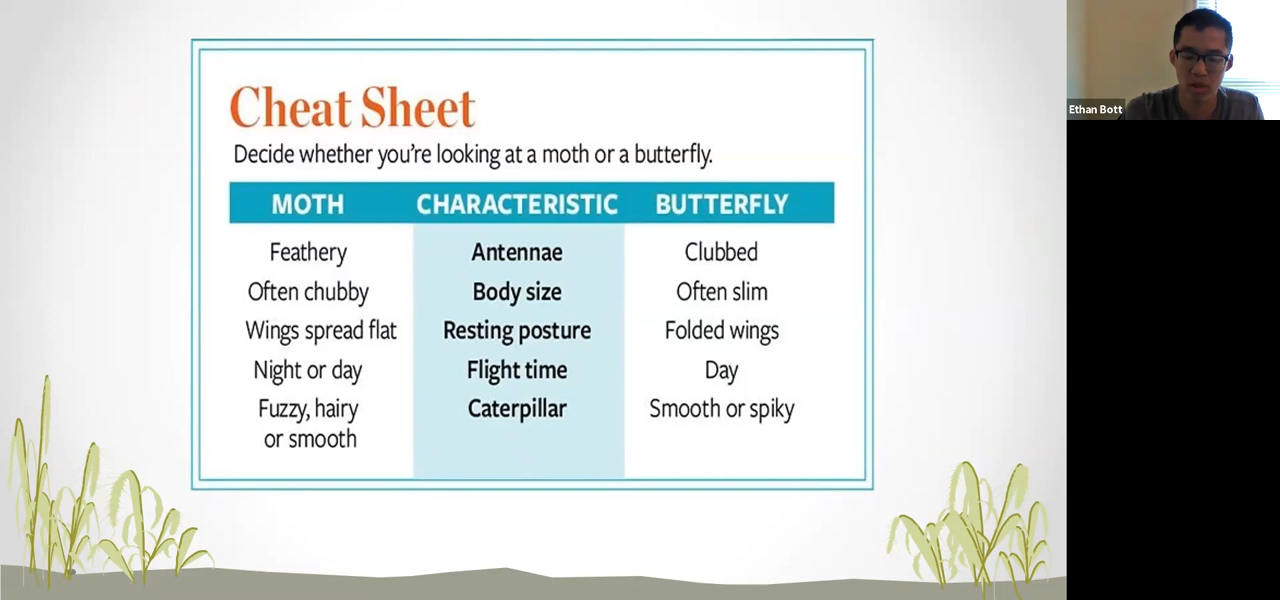 Cheat Sheet
Decide whether you're looking at a moth or a butterfly.
MOTH CHARACTERISTIC BUTTERFLY
Feathery Antennae Clubbed
Often chubby Body size Often slim
Wings spread flat Resting posture Folded wings
Night or day Flight time Day
Fuzzy, hairy Caterpillar Smooth or spiky
or smooth
Ethan Bott